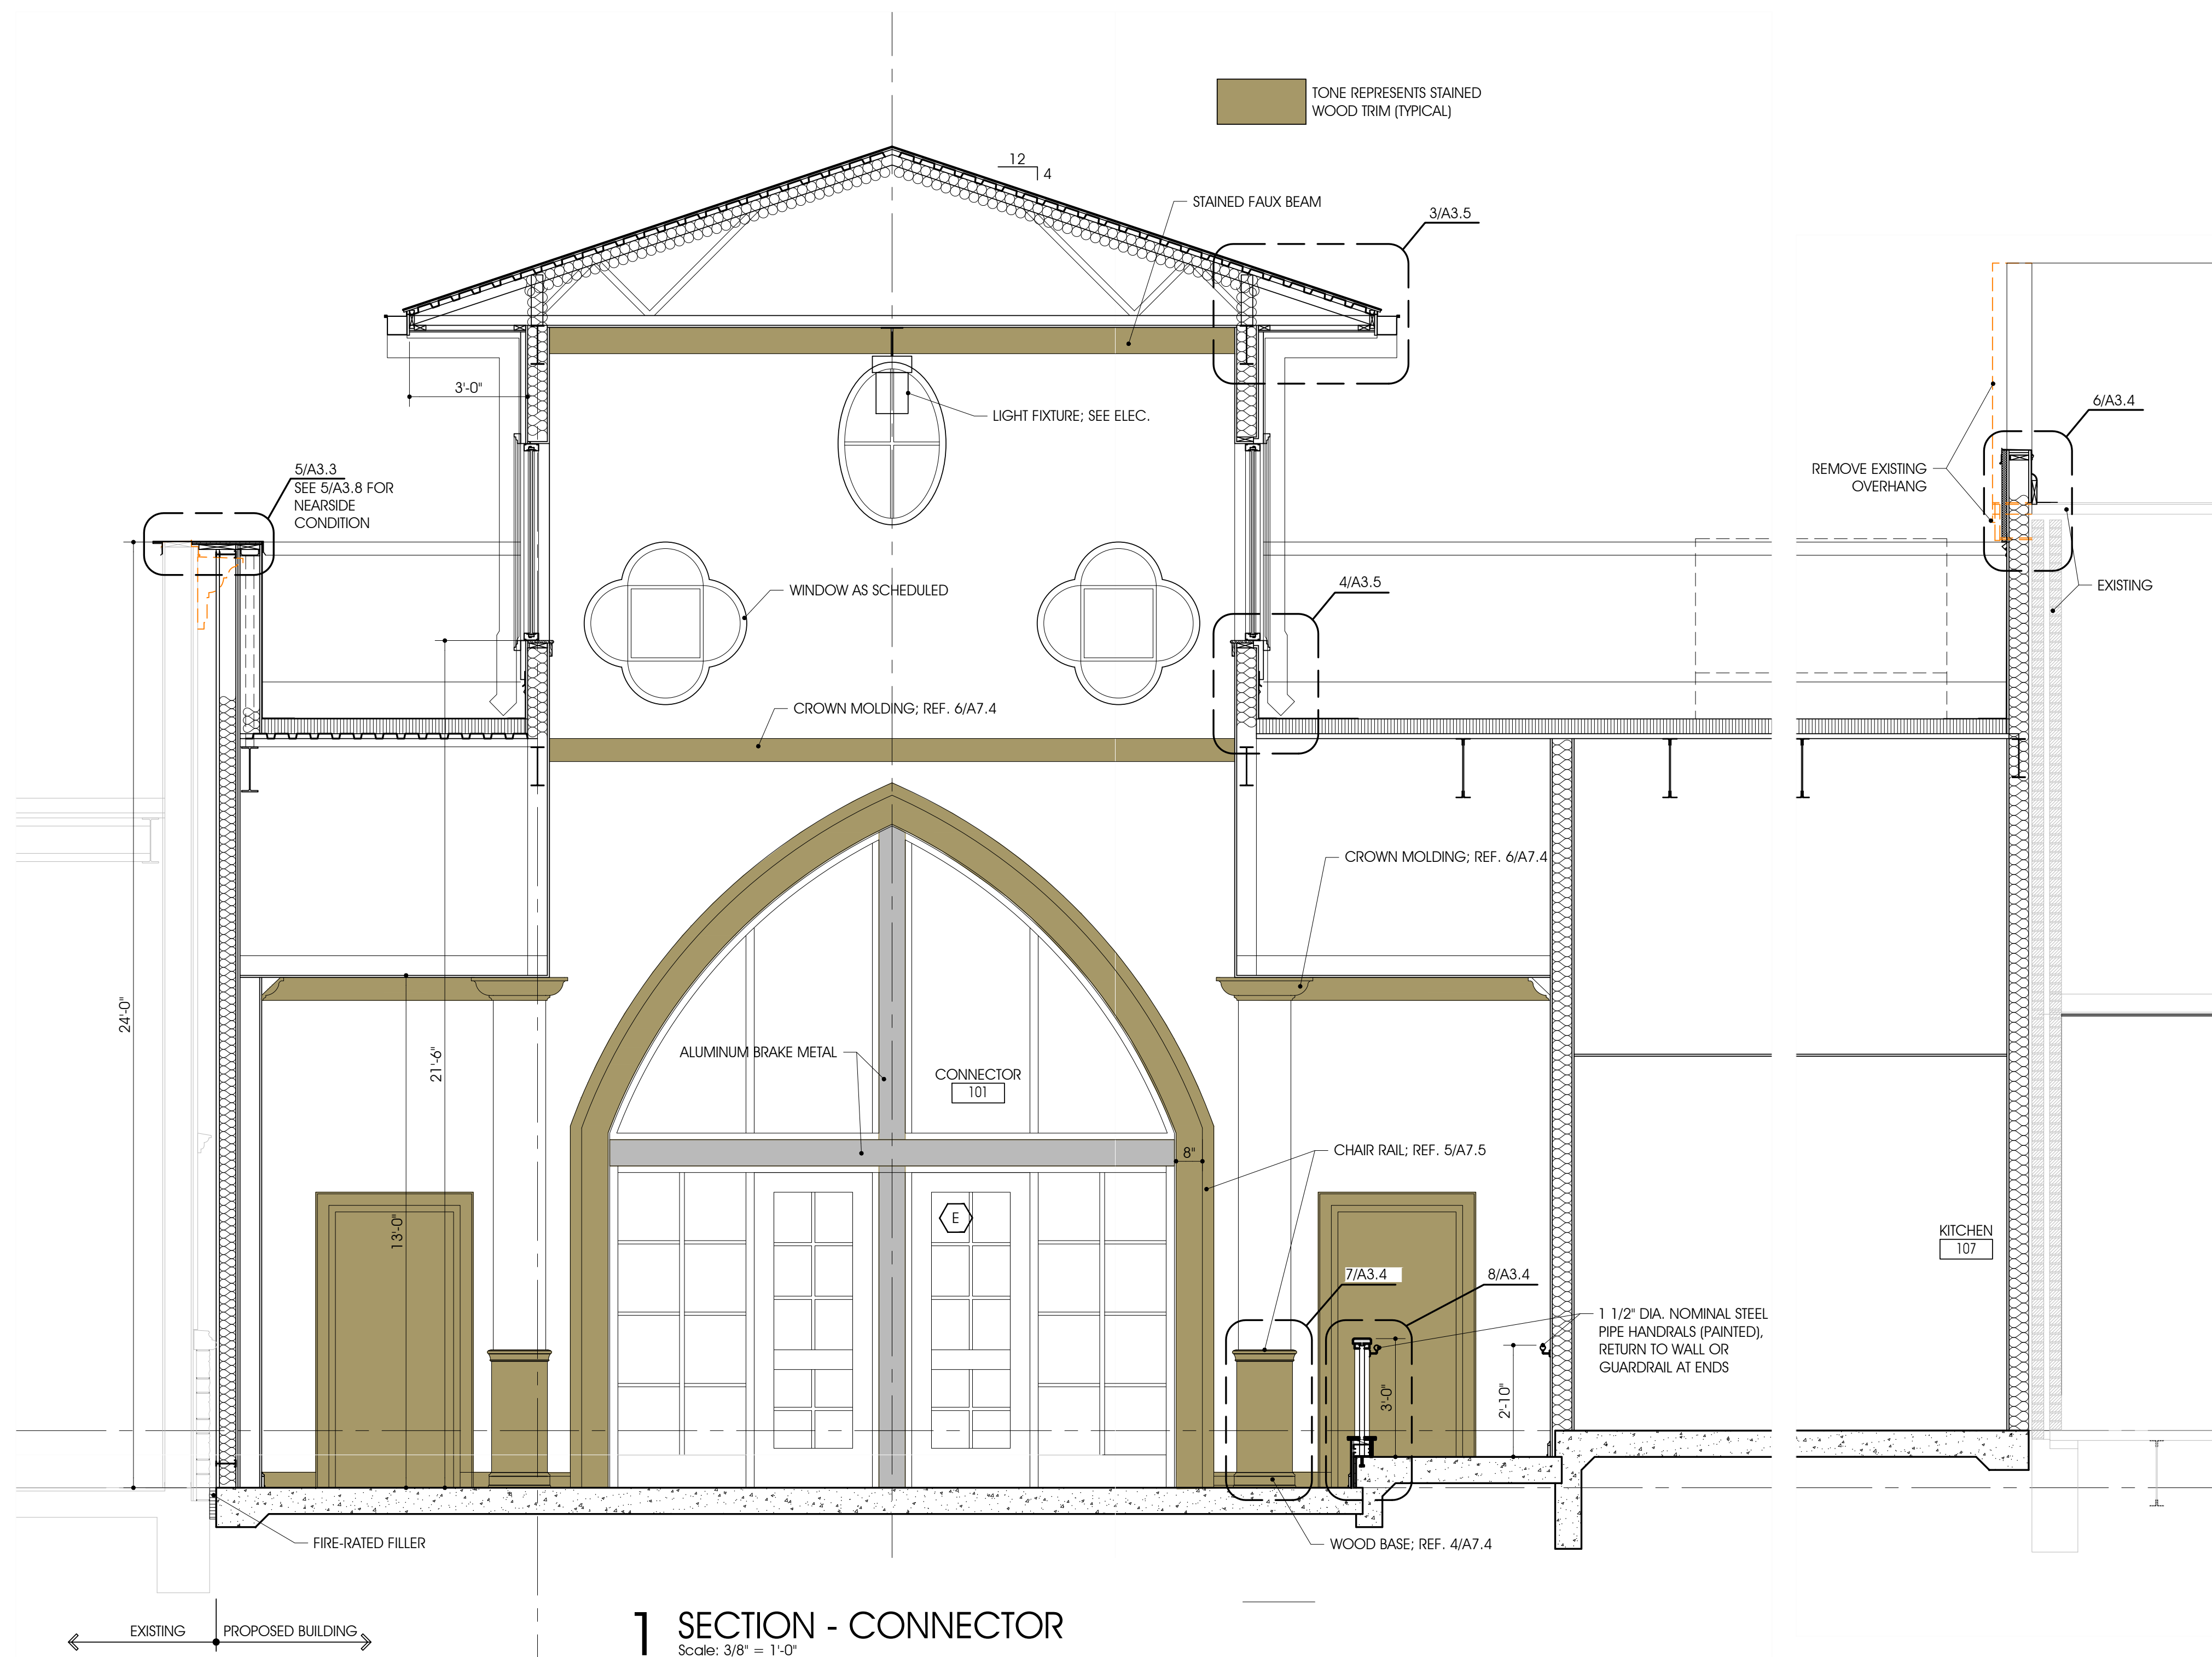 TONE REPRESENTS STAINED
WOOD TRIM (TYPICAL)
12
4
STAINED FAUX BEAM
3/A3.5
3'-0"
LIGHT FIXTURE; SEE ELEC.
6/A3.4
5/A3.3
SEE 5/A3.8 FOR
NEARSIDE
CONDITION
REMOVE EXISTING
OVERHANG
WINDOW AS SCHEDULED
4/A3.5
EXISTING
CROWN MOLDING; REF. 6/A7.4
CROWN MOLDING; REF. 6/A7.4
24'-0"
21'-6"
ALUMINUM BRAKE METAL
CONNECTOR
101
8"
CHAIR RAIL; REF. 5/A7.5
13'-0"
E
KITCHEN
107
7/A3.4
8/A3.4
1 1/2" DIA. NOMINAL STEEL
PIPE HANDRALS (PAINTED),
RETURN TO WALL OR
GUARDRAIL AT ENDS
3'-0"
2'-10"
FIRE-RATED FILLER
WOOD BASE; REF. 4/A7.4
EXISTING
PROPOSED BUILDING
1 SECTION - CONNECTOR
Scale: 3/8" = 1'-0"